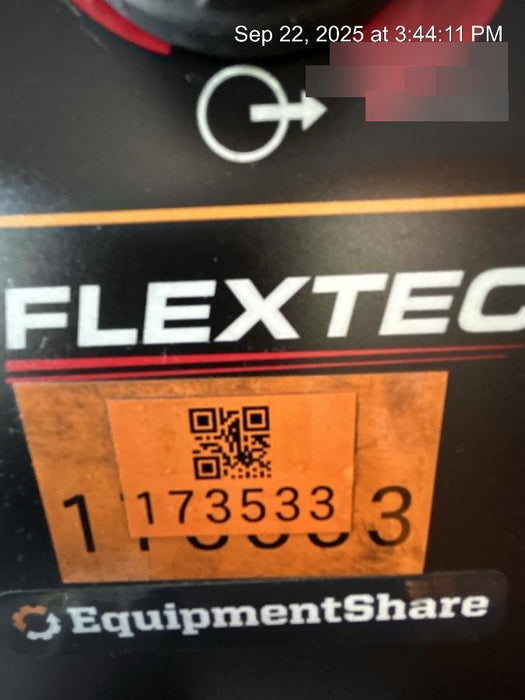 Sep 22, 2025 at 3:44:11 PM
FLEXTEC
173533
EquipmentShare